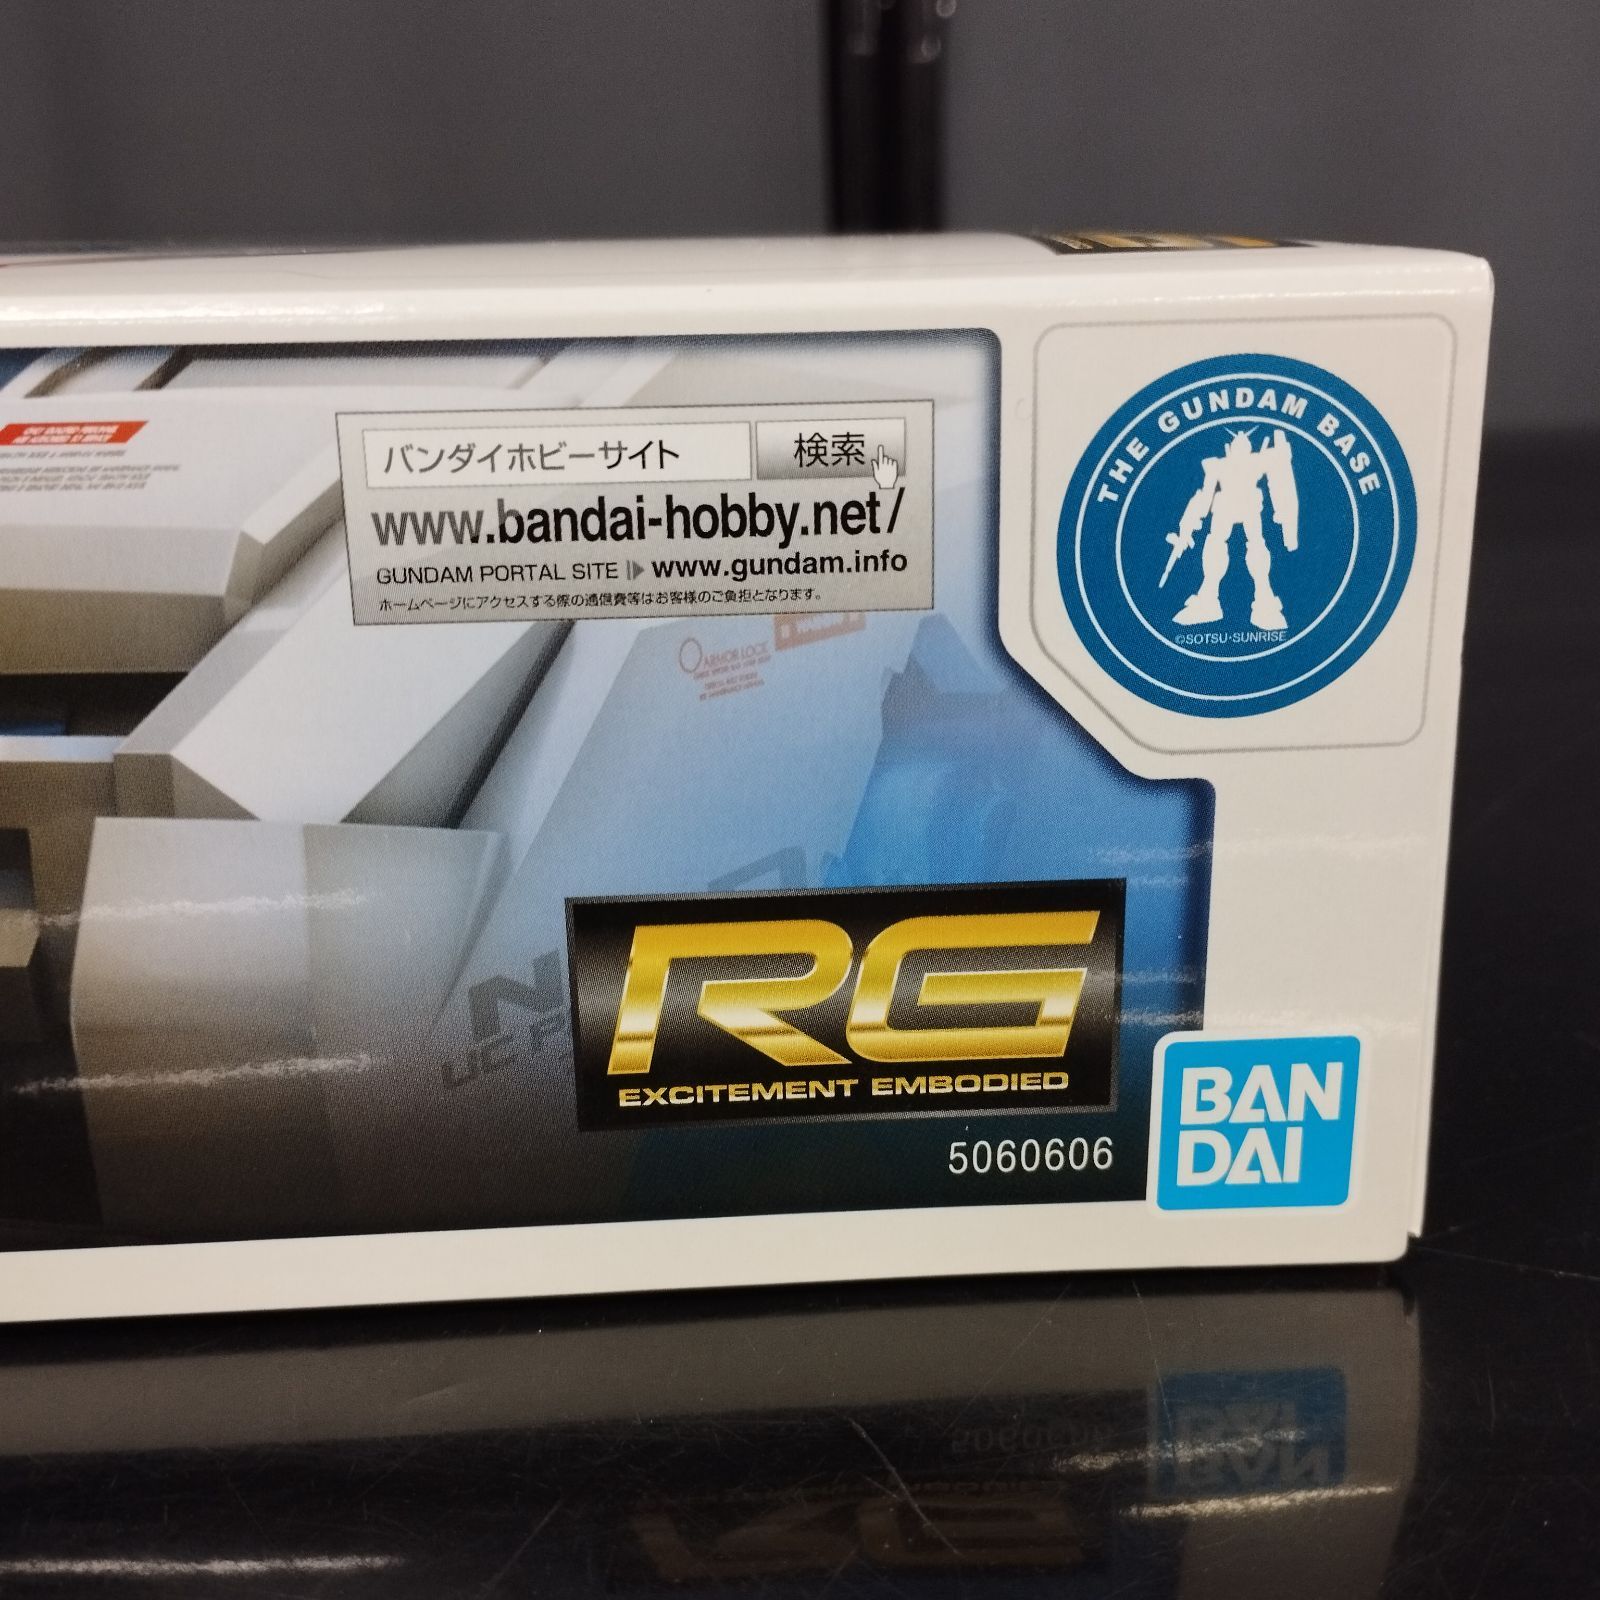 バンダイホビーサイト 検索
www.bandai-hobby.net/
GUNDAM PORTAL SITE www.gundam.info
ホームページにアクセスする際の通信費等はお客様のご負担となります。
THE GUNDAM BASE
©SOTSU·SUNRISE
ARMOR LOCK
RG
EXCITEMENT EMBODIED
5060606
BAN
DAI